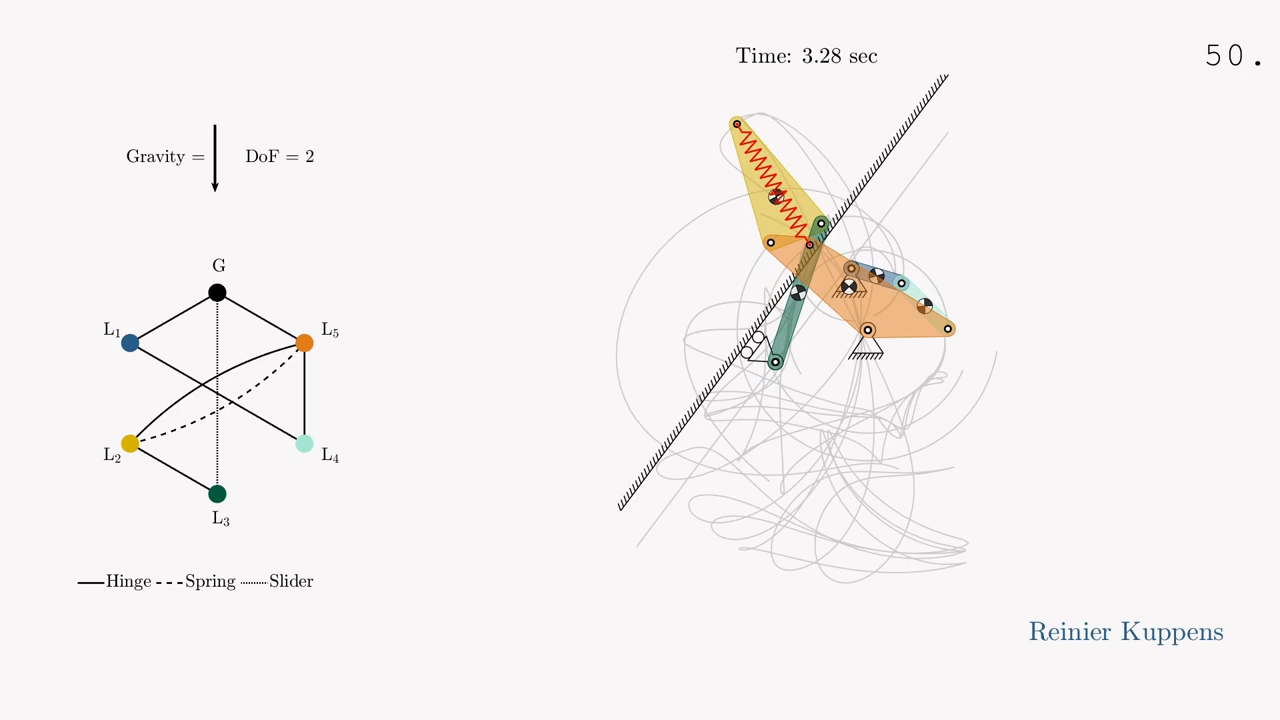 Time: 3.28 sec
50.
Gravity =
DoF = 2
G
L₁
L₅
L₂
L₄
L₃
Hinge
Spring
Slider
Reinier Kuppens